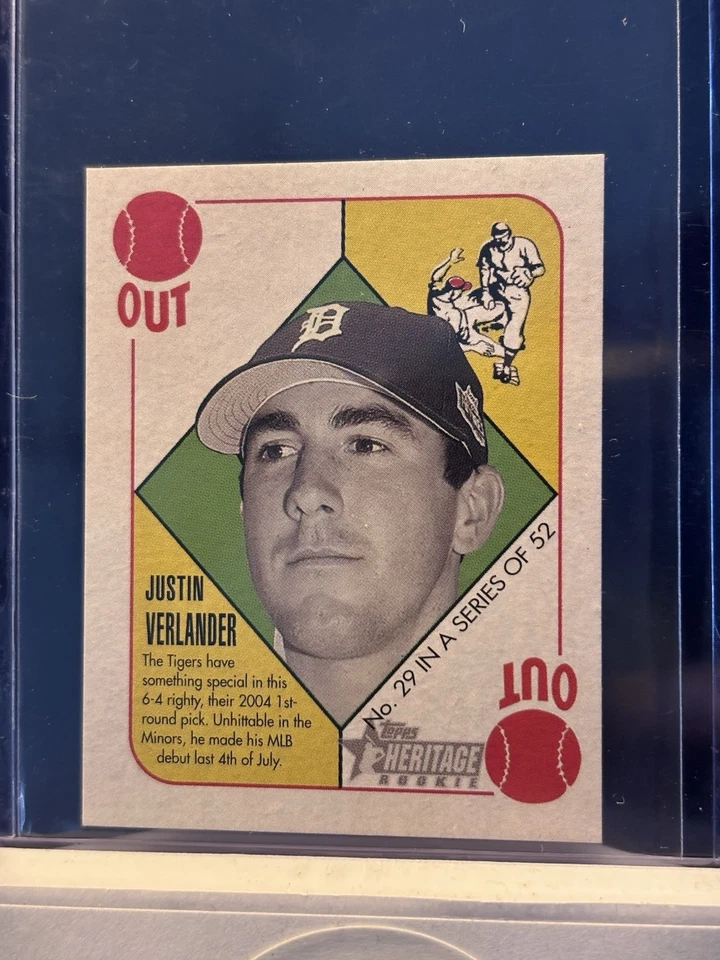 OUT
D
JUSTIN
VERLANDER
The Tigers have
something special in this
6-4 righty, their 2004 1st-
round pick. Unhittable in the
Minors, he made his MLB
debut last 4th of July.
No. 29 IN A SERIES OF 52
Topps
HERITAGE
ROOKIE
OUT